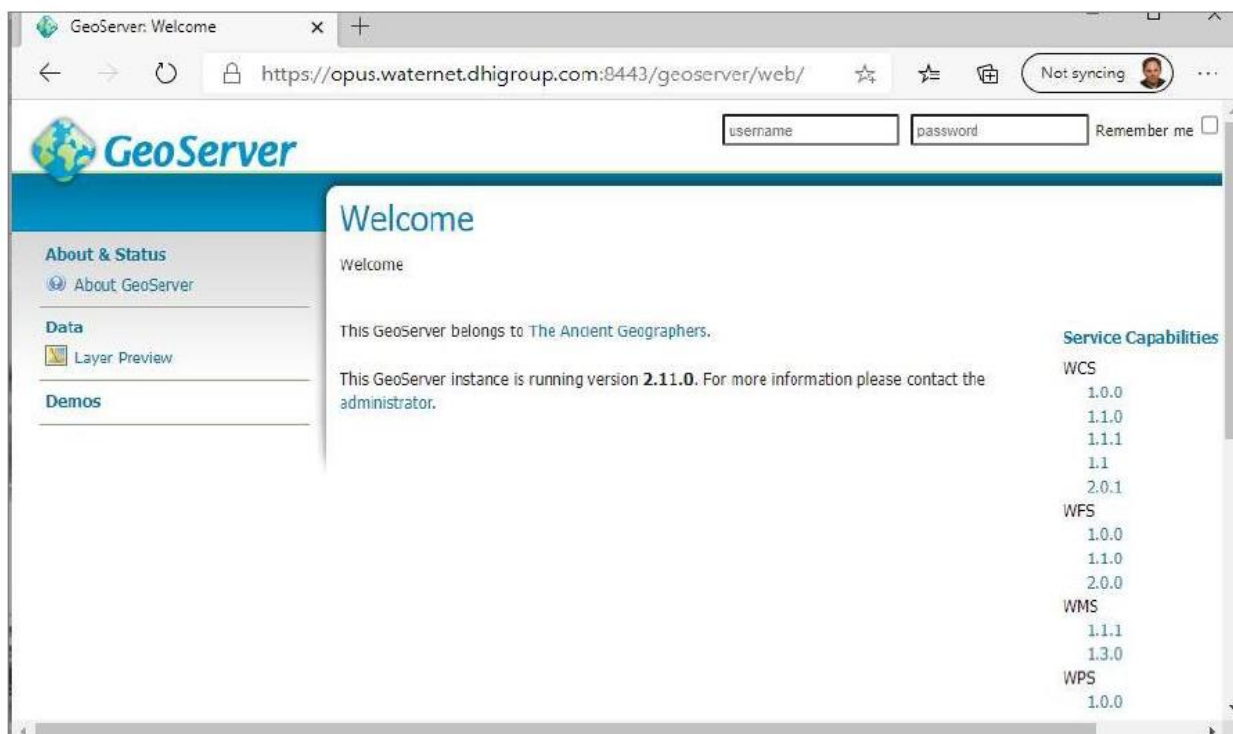 GeoServer: Welcome
https://opus.waternet.dhigroup.com:8443/geoserver/web/
Not syncing
GeoServer
username
password
Remember me
Welcome
About & Status
About GeoServer
Data
Layer Preview
Demos
Welcome
This GeoServer belongs to The Ancient Geographers.
This GeoServer instance is running version 2.11.0. For more information please contact the
administrator.
Service Capabilities
WCS
1.0.0
1.1.0
1.1.1
1.1
2.0.1
WFS
1.0.0
1.1.0
2.0.0
WMS
1.1.1
1.3.0
WPS
1.0.0